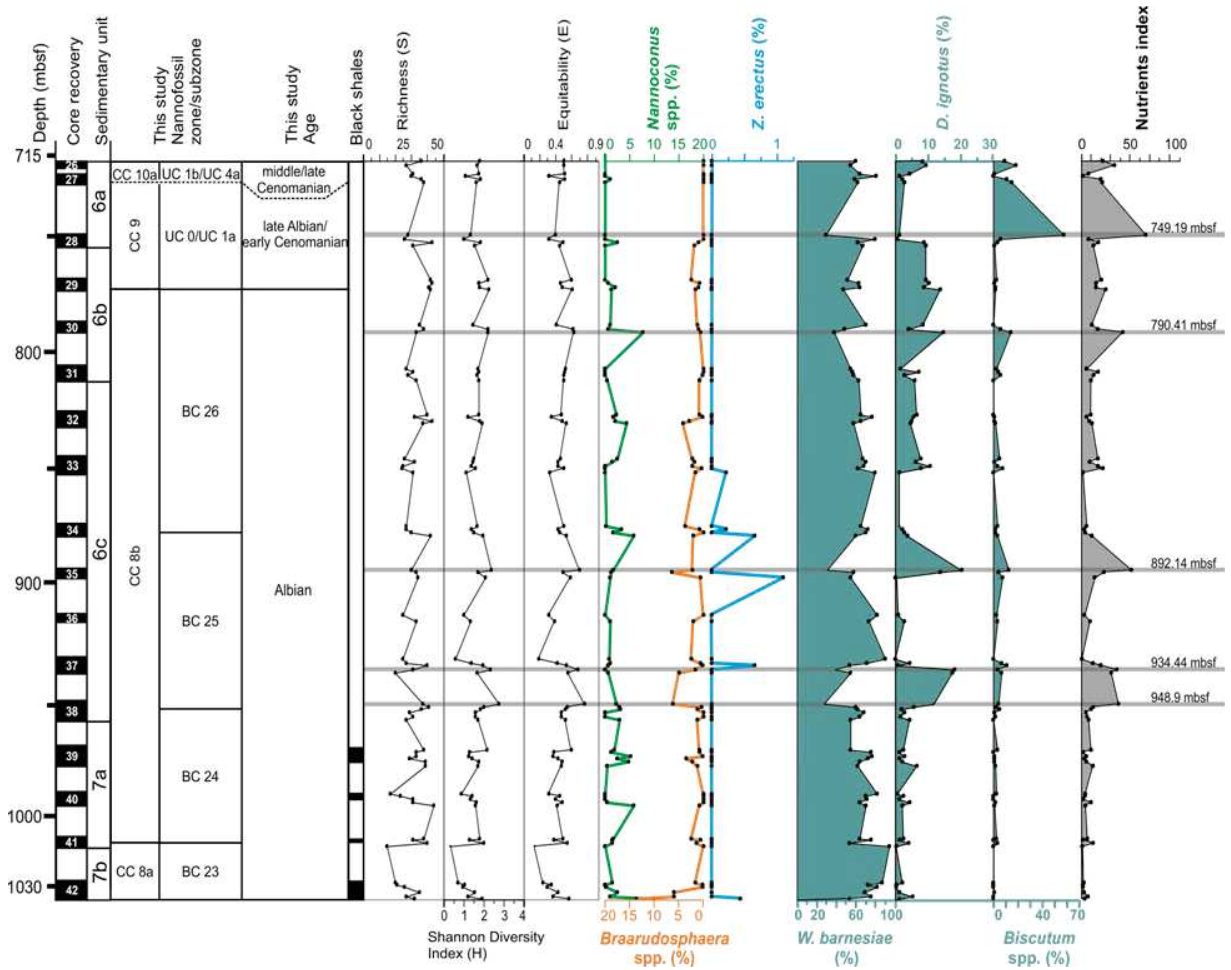 Depth (mbsf)
Core recovery
Sedimentary unit
This study
Nannofossil
zone/subzone
This study
Age
Black shales
Richness (S)
Equitability (E)
Nannoconus
spp. (%)
Z. erectus (%)
D. ignotus (%)
Nutrients index
0 25 50
0 0.4 0.9
0 5 10 15 20
0 1
0 10 20 30
0 50 100
715
800
900
1000
1030
26
27
28
29
30
31
32
33
34
35
36
37
38
39
40
41
42
6a
6b
6c
7a
7b
CC 10a
CC 9
CC 8b
CC 8a
UC 1b/UC 4a
UC 0/UC 1a
BC 26
BC 25
BC 24
BC 23
middle/late
Cenomanian
late Albian/
early Cenomanian
Albian
749.19 mbsf
790.41 mbsf
892.14 mbsf
934.44 mbsf
948.9 mbsf
0 1 2 3 4
Shannon Diversity
Index (H)
20 15 10 5 0
Braarudosphaera
spp. (%)
0 20 60 100
W. barnesiae
(%)
0 10 40 70
Biscutum
spp. (%)